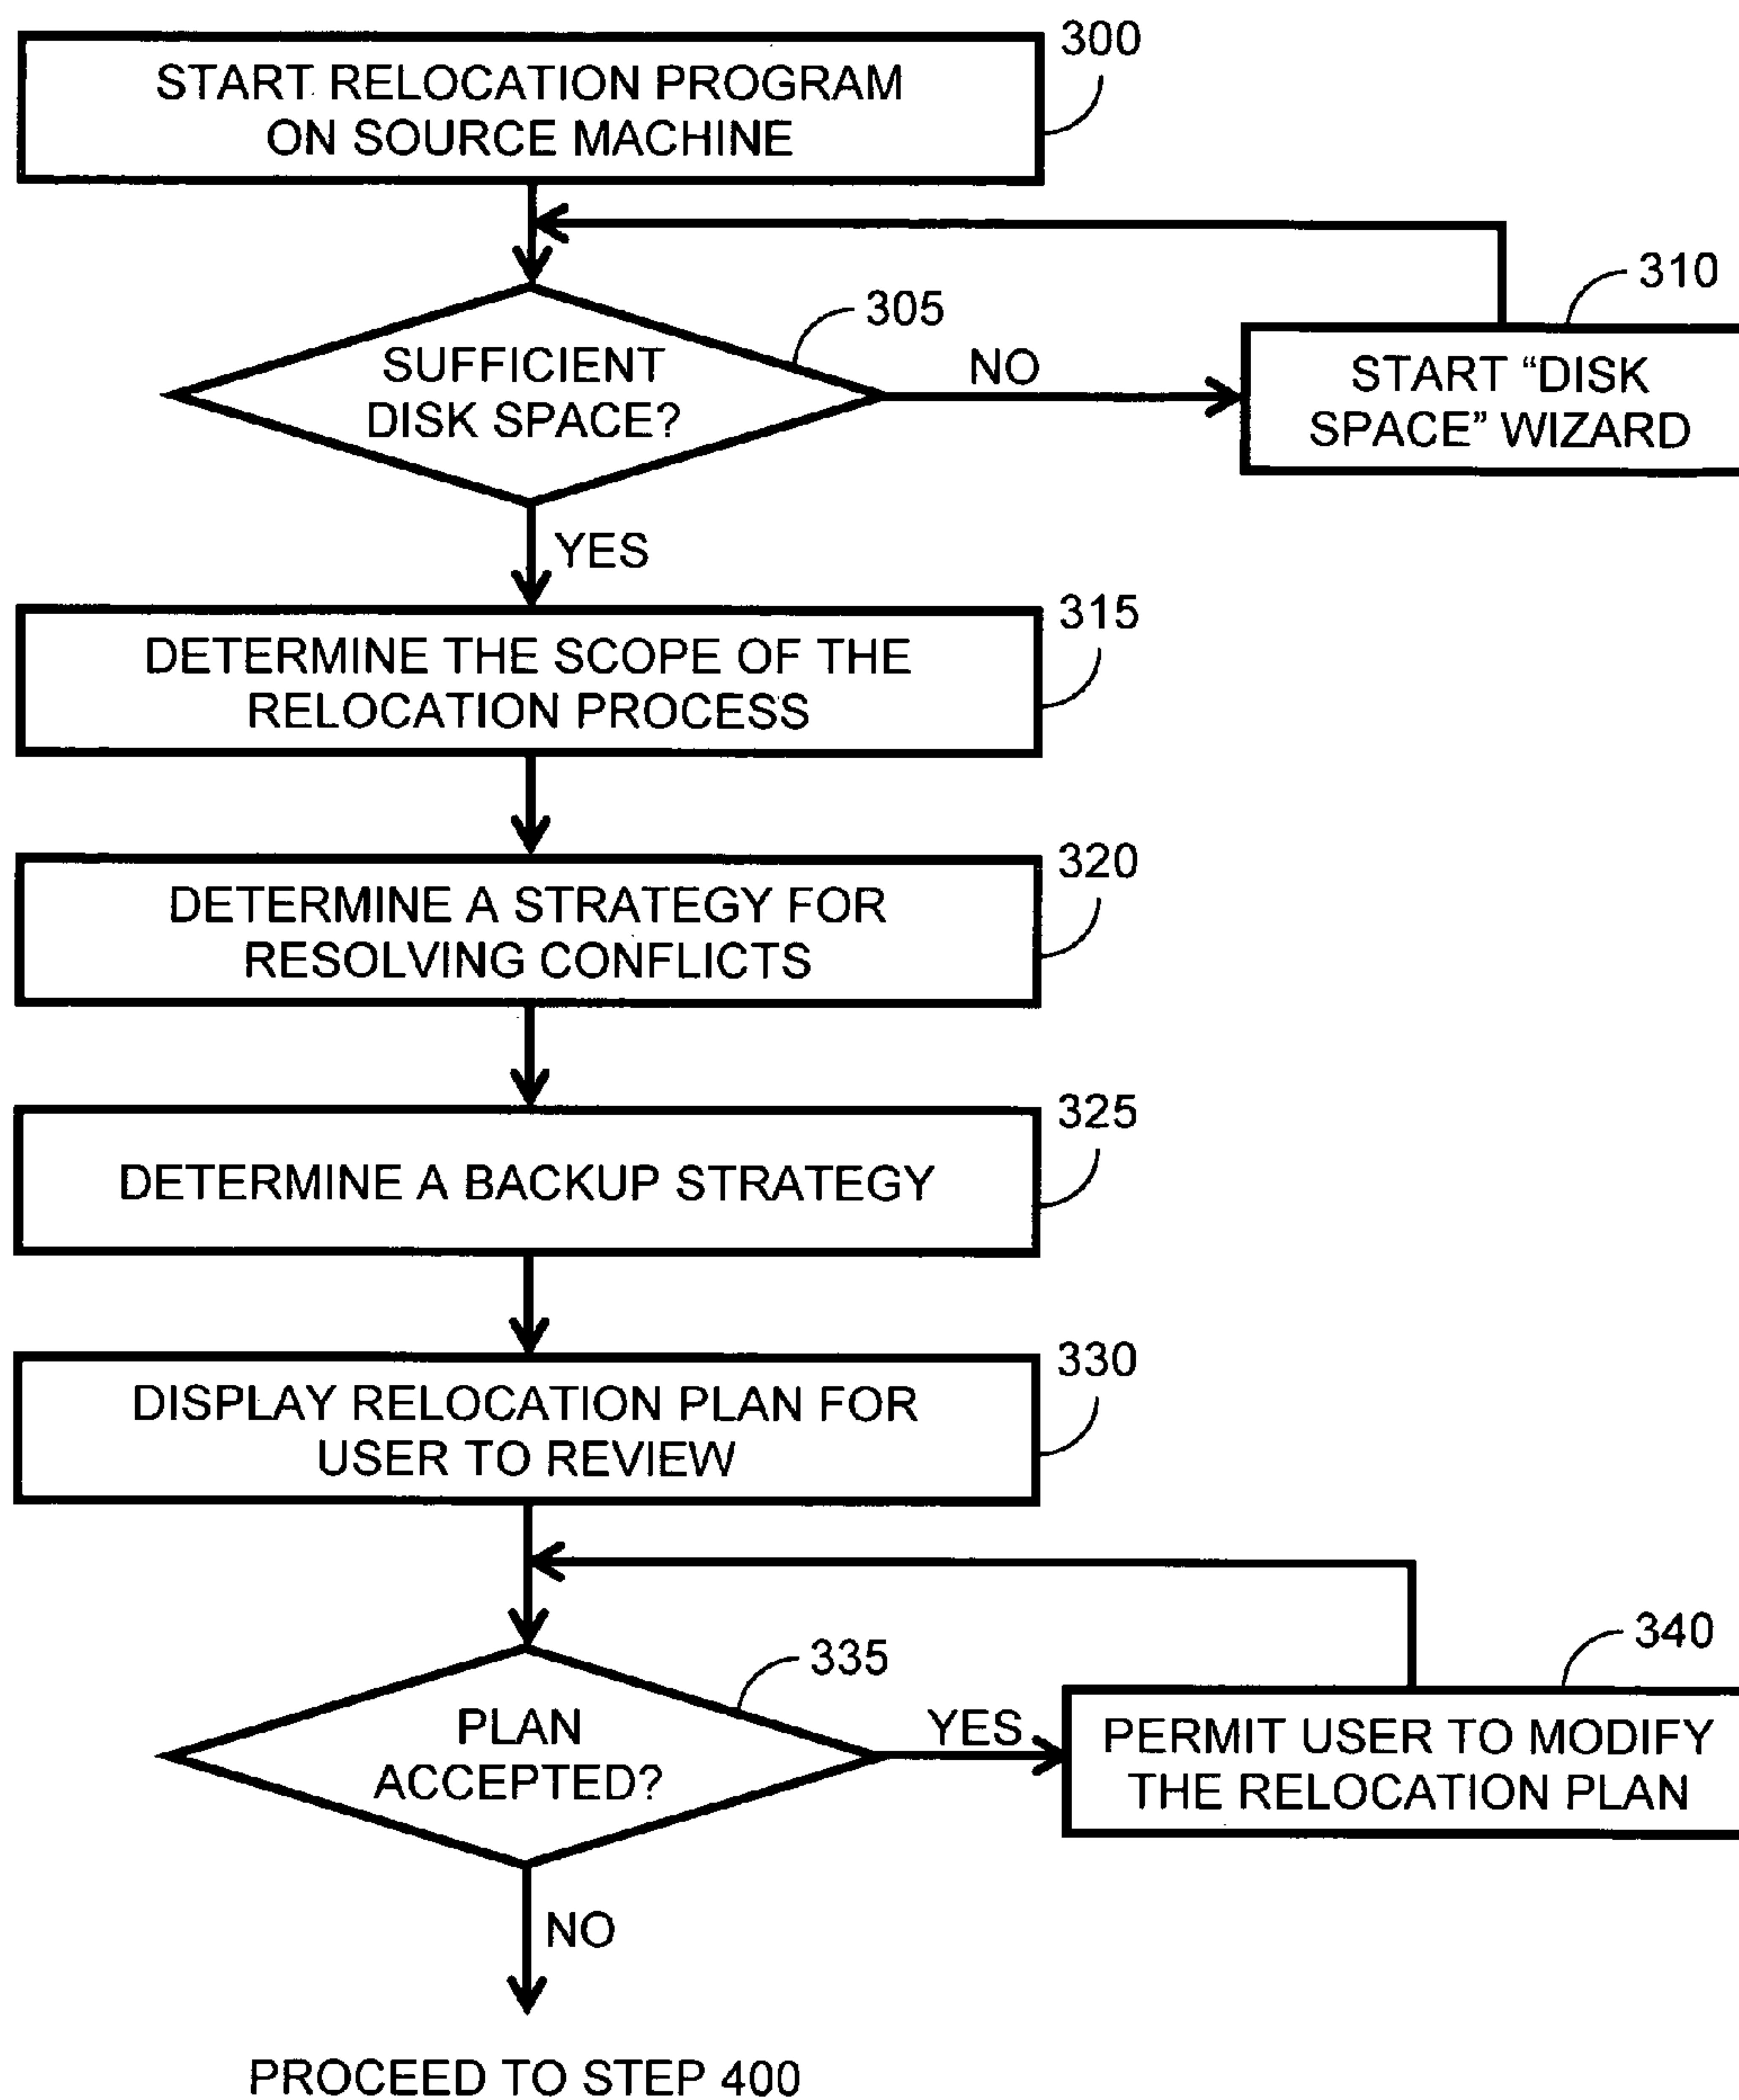 300
START RELOCATION PROGRAM
ON SOURCE MACHINE
305
SUFFICIENT
DISK SPACE?
NO
310
START “DISK
SPACE” WIZARD
YES
315
DETERMINE THE SCOPE OF THE
RELOCATION PROCESS
320
DETERMINE A STRATEGY FOR
RESOLVING CONFLICTS
325
DETERMINE A BACKUP STRATEGY
330
DISPLAY RELOCATION PLAN FOR
USER TO REVIEW
335
PLAN
ACCEPTED?
YES
340
PERMIT USER TO MODIFY
THE RELOCATION PLAN
NO
PROCEED TO STEP 400